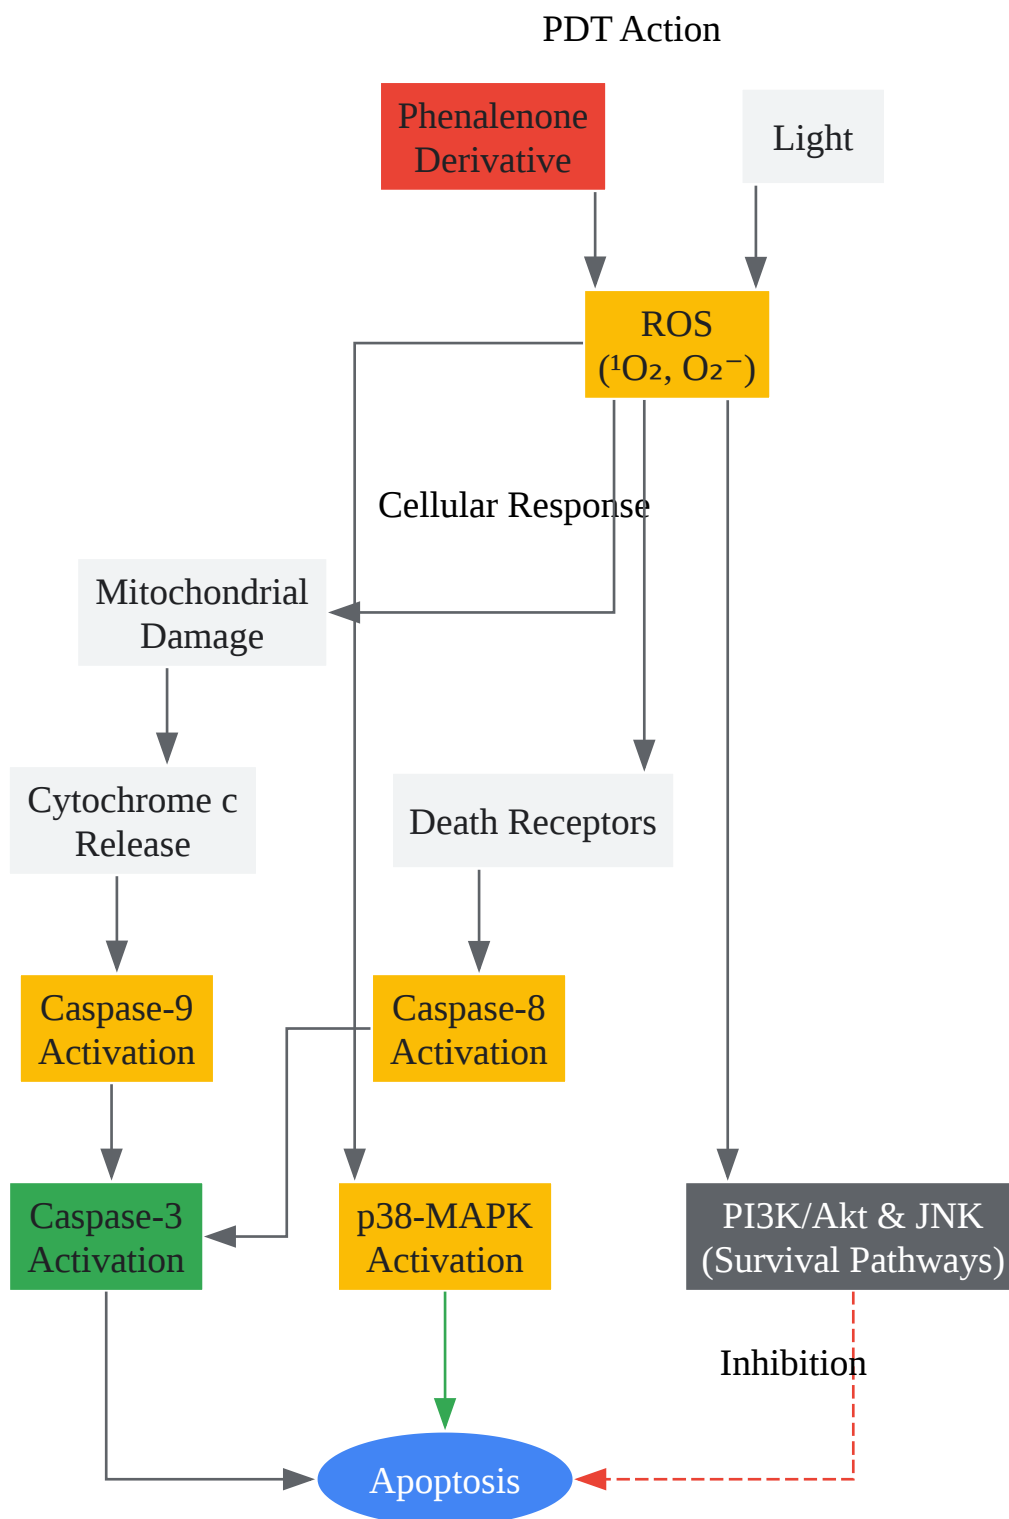 PDT Action
Phenalenone
Derivative
Light
ROS
(¹O₂, O₂⁻)
Cellular Response
Mitochondrial
Damage
Cytochrome c
Release
Death Receptors
Caspase-9
Activation
Caspase-8
Activation
Caspase-3
Activation
p38-MAPK
Activation
PI3K/Akt & JNK
(Survival Pathways)
Inhibition
Apoptosis